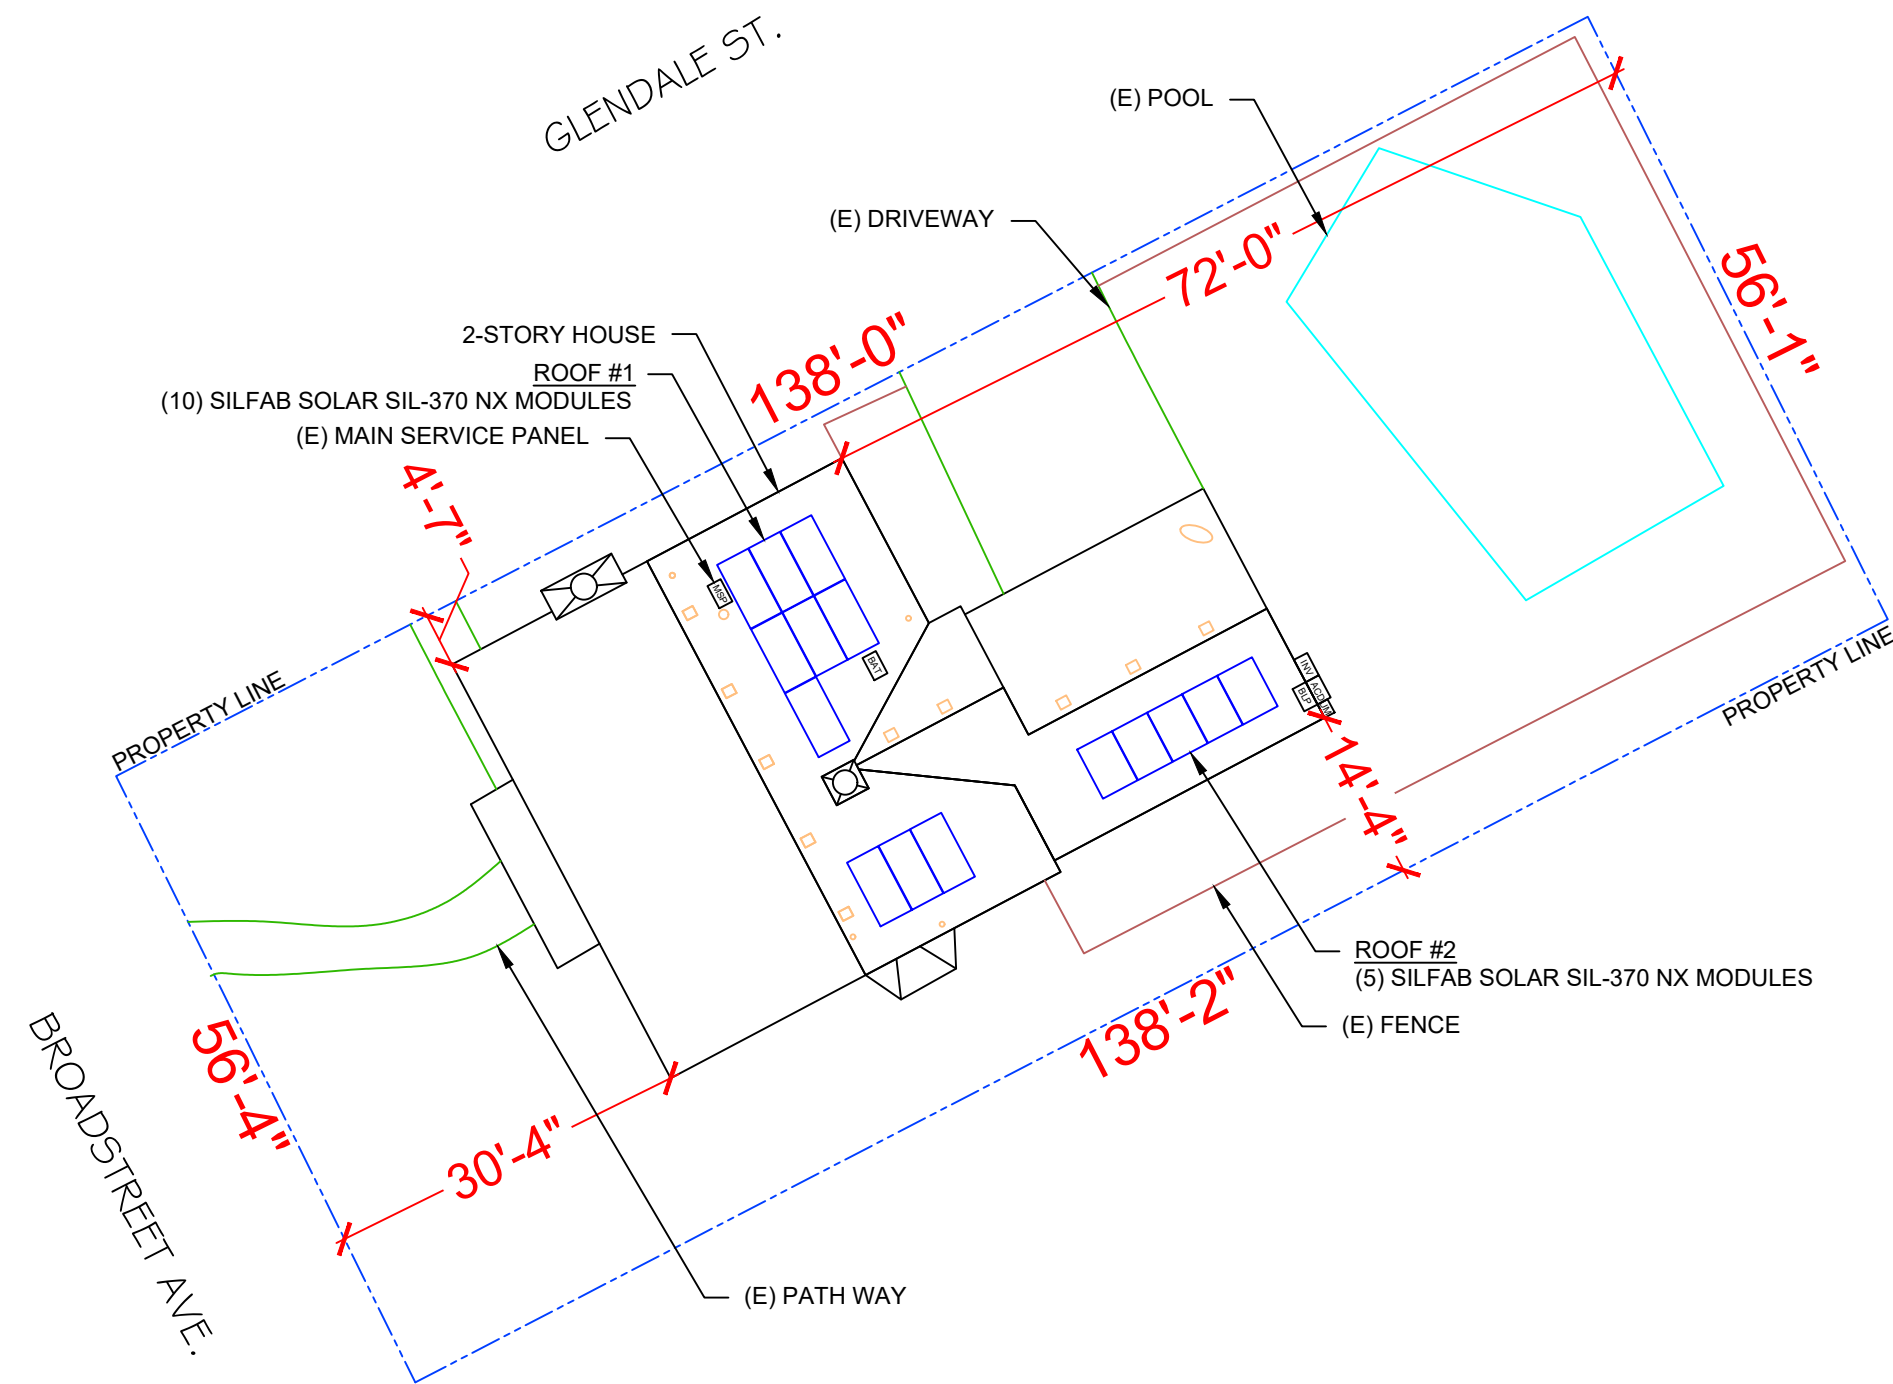 GLENDALE ST.
(E) POOL
(E) DRIVEWAY
72'-0"
56'-1"
2-STORY HOUSE
138'-0"
ROOF #1
(10) SILFAB SOLAR SIL-370 NX MODULES
(E) MAIN SERVICE PANEL
4'-7"
MSP
BAT
INV
ACD
BLP
JM
PROPERTY LINE
PROPERTY LINE
14'-4"
ROOF #2
(5) SILFAB SOLAR SIL-370 NX MODULES
(E) FENCE
138'-2"
56'-4"
30'-4"
BROADSTREET AVE.
(E) PATH WAY